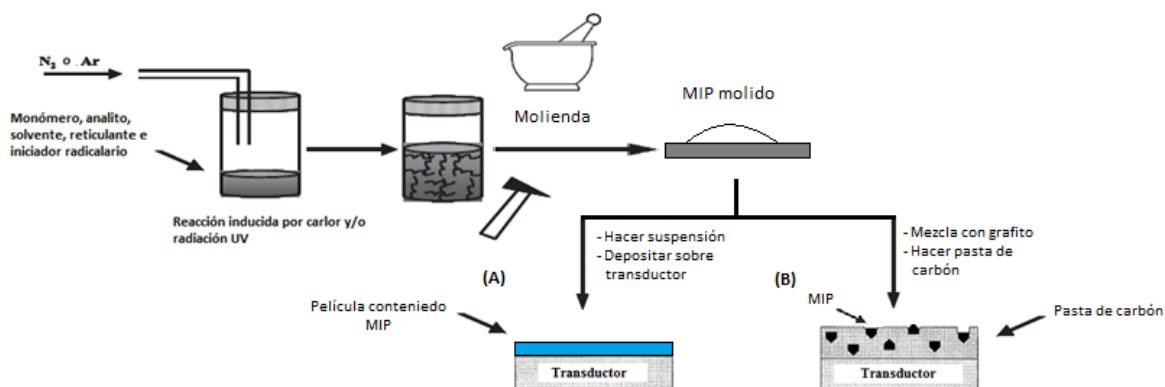 N₂ o . Ar
Monómero, analito,
solvente, reticulante e
iniciador radicalario
Reacción inducida por carlor y/o
radiación UV
Molienda
MIP molido
- Hacer suspensión
- Depositar sobre
transductor
(A)
- Mezcla con grafito
- Hacer pasta de
carbón
(B)
Película conteniedo
MIP
Transductor
MIP
Pasta de carbón
Transductor